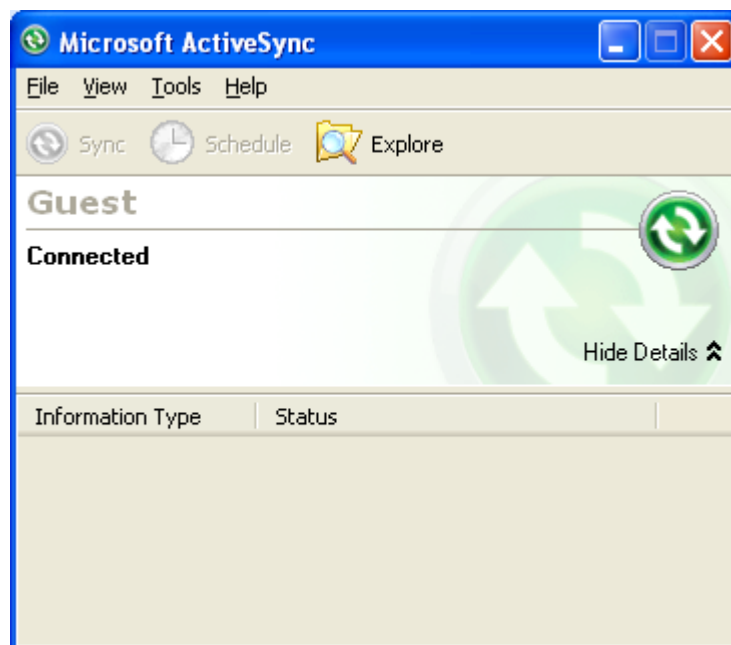 Microsoft ActiveSync
File View Tools Help
Sync Schedule Explore
Guest
Connected
Hide Details
Information Type Status